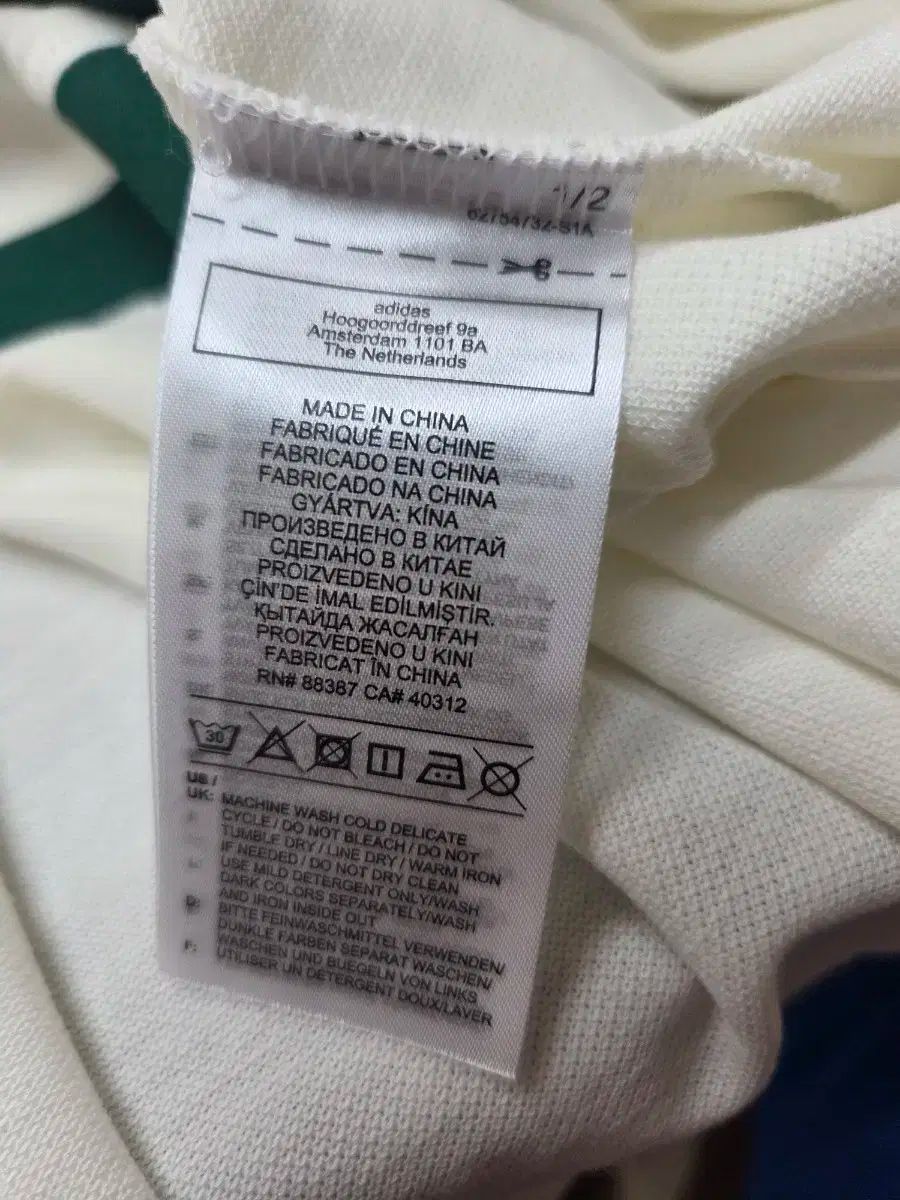 1/2
adidas
Hoogoorddreef 9a
Amsterdam 1101 BA
The Netherlands
MADE IN CHINA
FABRIQUÉ EN CHINE
FABRICADO EN CHINA
FABRICADO NA CHINA
GYÁRTVA: KÍNA
ПРОИЗВЕДЕНО В КИТАЙ
СДЕЛАНО В КИТАЕ
PROIZVEDENO U KINI
ÇİN'DE İMAL EDİLMİŞTİR.
ҚЫТАЙДА ЖАСАЛҒАН
PROIZVEDENO U KINI
FABRICAT ÎN CHINA
RN# 88387 CA# 40312
30
US /
UK: MACHINE WASH COLD DELICATE
CYCLE / DO NOT BLEACH / DO NOT
TUMBLE DRY / LINE DRY / WARM IRON
IF NEEDED / DO NOT DRY CLEAN
USE MILD DETERGENT ONLY/WASH
DARK COLORS SEPARATELY/WASH
AND IRON INSIDE OUT
D: BITTE FEINWASCHMITTEL VERWENDEN/
DUNKLE FARBEN SEPARAT WASCHEN/
WASCHEN UND BUEGELN VON LINKS
F: UTILISER UN DETERGENT DOUX/LAVER